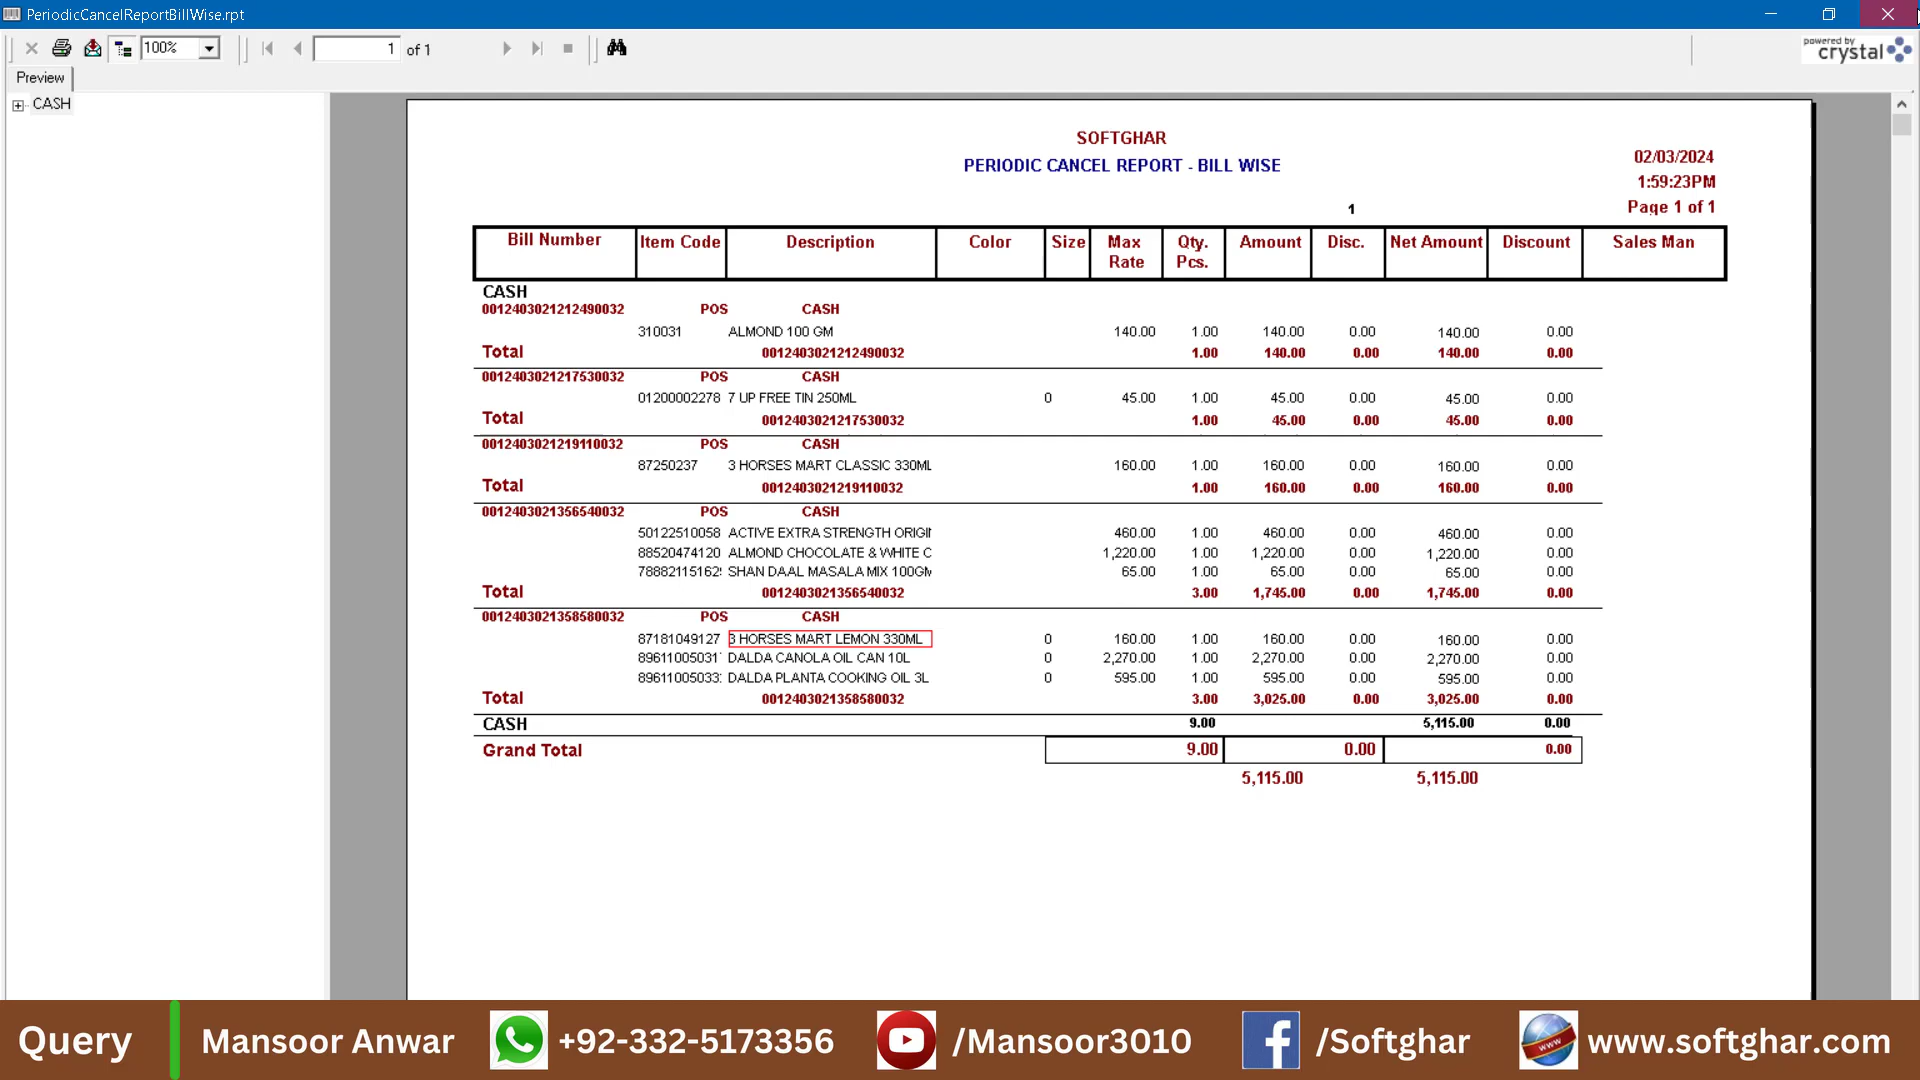 PeriodicCancelReportBillWise.rpt
100%
1 of 1
powered by
crystal
Preview
CASH
SOFTGHAR
PERIODIC CANCEL REPORT - BILL WISE
02/03/2024
1:59:23PM
Page 1 of 1
1
Bill Number Item Code Description Color Size Max Rate Qty. Pcs. Amount Disc. Net Amount Discount Sales Man
CASH
0012403021212490032 POS CASH
310031 ALMOND 100 GM 140.00 1.00 140.00 0.00 140.00 0.00
Total 0012403021212490032 1.00 140.00 0.00 140.00 0.00
0012403021217530032 POS CASH
01200002278 7 UP FREE TIN 250ML 0 45.00 1.00 45.00 0.00 45.00 0.00
Total 0012403021217530032 1.00 45.00 0.00 45.00 0.00
0012403021219110032 POS CASH
87250237 3 HORSES MART CLASSIC 330ML 160.00 1.00 160.00 0.00 160.00 0.00
Total 0012403021219110032 1.00 160.00 0.00 160.00 0.00
0012403021356540032 POS CASH
50122510058 ACTIVE EXTRA STRENGTH ORIGI 460.00 1.00 460.00 0.00 460.00 0.00
88520474120 ALMOND CHOCOLATE & WHITE C 1,220.00 1.00 1,220.00 0.00 1,220.00 0.00
78882115162 SHAN DAAL MASALA MIX 100GM 65.00 1.00 65.00 0.00 65.00 0.00
Total 0012403021356540032 3.00 1,745.00 0.00 1,745.00 0.00
0012403021358580032 POS CASH
87181049127 3 HORSES MART LEMON 330ML 0 160.00 1.00 160.00 0.00 160.00 0.00
89611005031 DALDA CANOLA OIL CAN 10L 0 2,270.00 1.00 2,270.00 0.00 2,270.00 0.00
89611005033 DALDA PLANTA COOKING OIL 3L 0 595.00 1.00 595.00 0.00 595.00 0.00
Total 0012403021358580032 3.00 3,025.00 0.00 3,025.00 0.00
CASH 9.00 5,115.00 0.00
Grand Total 9.00 0.00 0.00
5,115.00 5,115.00
Query Mansoor Anwar +92-332-5173356 /Mansoor3010 /Softghar www.softghar.com